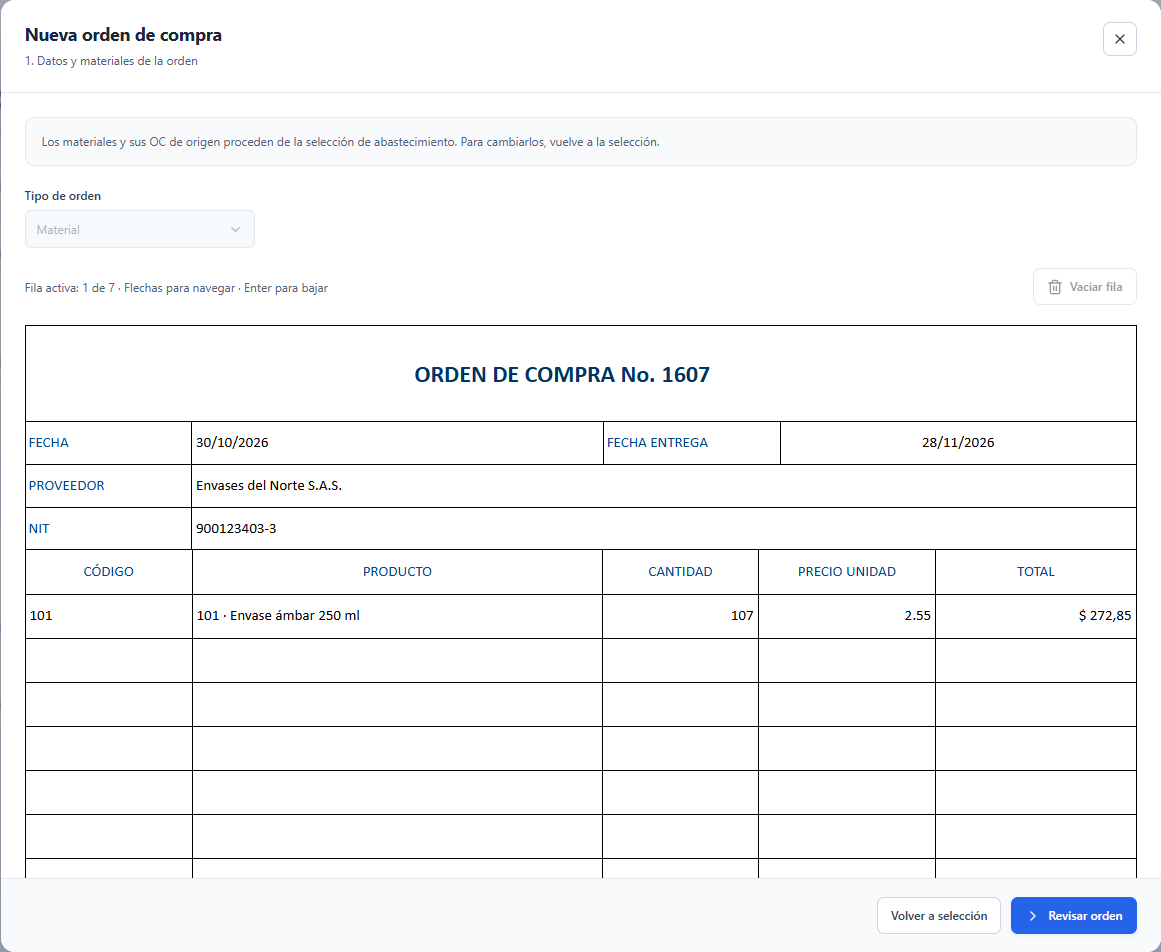 Nueva orden de compra
1. Datos y materiales de la orden
Los materiales y sus OC de origen proceden de la selección de abastecimiento. Para cambiarlos, vuelve a la selección.
Tipo de orden
Material
Fila activa: 1 de 7 · Flechas para navegar · Enter para bajar
Vaciar fila
ORDEN DE COMPRA No. 1607
FECHA 30/10/2026 FECHA ENTREGA 28/11/2026
PROVEEDOR Envases del Norte S.A.S.
NIT 900123403-3
CÓDIGO PRODUCTO CANTIDAD PRECIO UNIDAD TOTAL
101 101 · Envase ámbar 250 ml 107 2.55 $ 272,85
Volver a selección Revisar orden